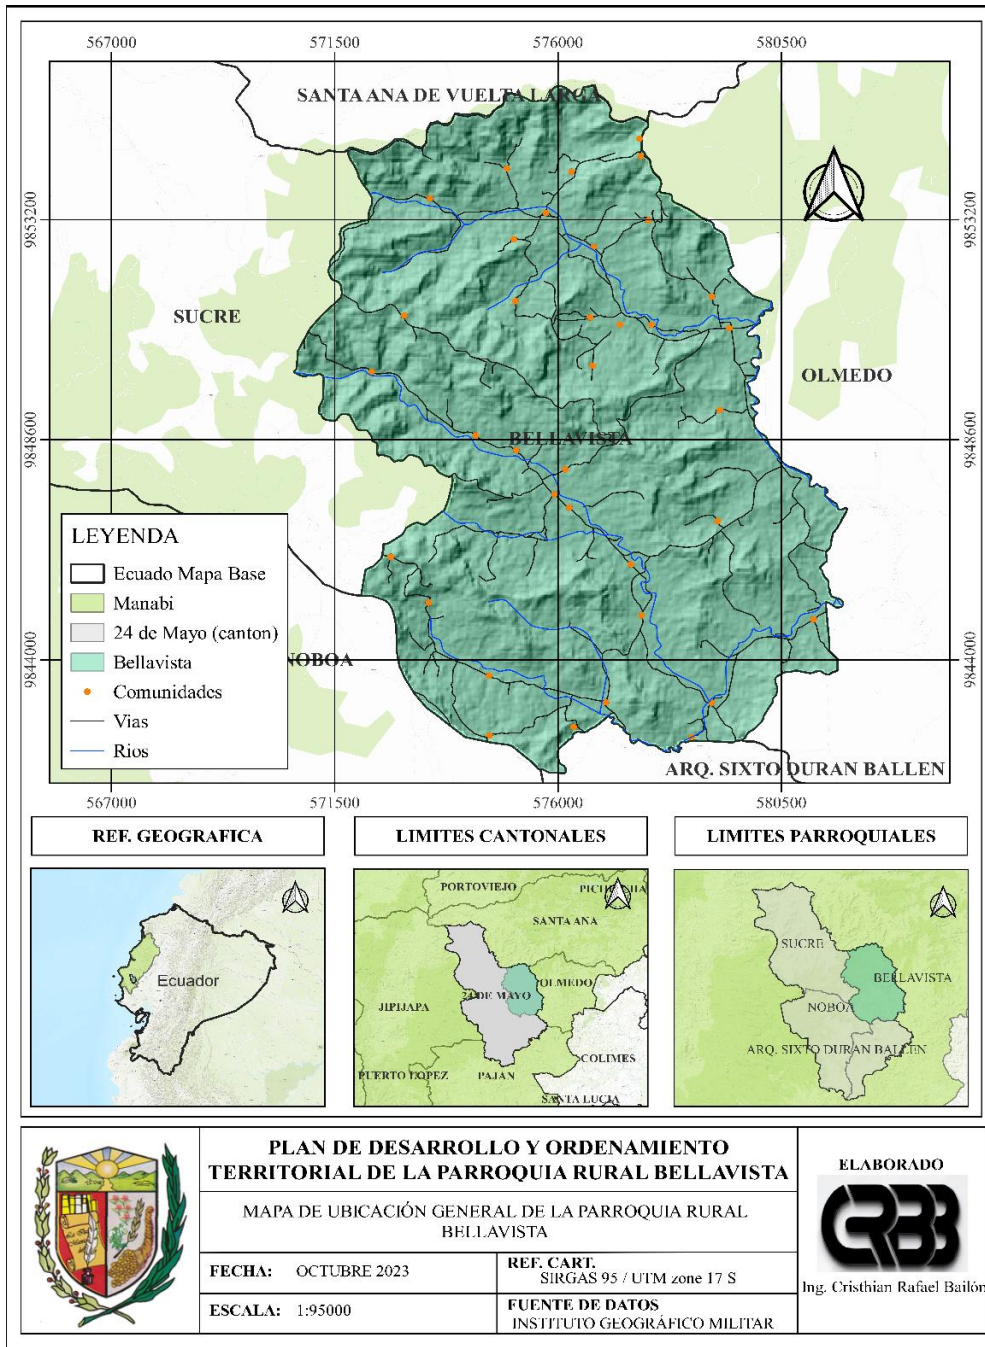 567000 571500 576000 580500
SANTA ANA DE VUELTA LARGA
9853200 9853200
SUCRE
OLMEDO
BELLAVISTA
9848600 9848600
LEYENDA
Ecuado Mapa Base
Manabi
24 de Mayo (canton)
Bellavista
Comunidades
Vias
Rios
NOBOA
9844000 9844000
ARQ. SIXTO DURAN BALLEN
567000 571500 576000 580500
REF. GEOGRAFICA
LIMITES CANTONALES
LIMITES PARROQUIALES
Ecuador
PORTOVIEJO
SANTA ANA
24 DE MAYO
OLMEDO
JIPIJAPA
COLIMES
PUERTO LOPEZ
PAJAN
SANTA LUCIA
SUCRE
BELLAVISTA
NOBOA
ARQ. SIXTO DURAN BALLEN
PLAN DE DESARROLLO Y ORDENAMIENTO
TERRITORIAL DE LA PARROQUIA RURAL BELLAVISTA
MAPA DE UBICACIÓN GENERAL DE LA PARROQUIA RURAL
BELLAVISTA
FECHA: OCTUBRE 2023
REF. CART.
SIRGAS 95 / UTM zone 17 S
ESCALA: 1:95000
FUENTE DE DATOS
INSTITUTO GEOGRÁFICO MILITAR
ELABORADO
CRBB
Ing. Cristhian Rafael Bailón